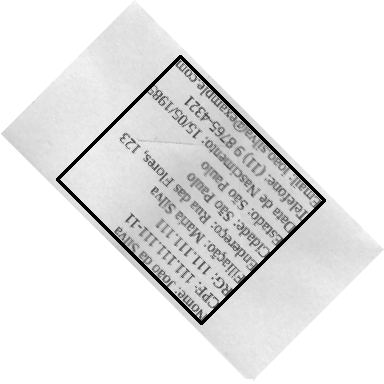 Nome: João da Silva
CPF: 111.111.111-11
RG: 111.111.111
Filiação: Maria Silva
Endereço: Rua das Flores, 123
Cidade: São Paulo
Estado: São Paulo
Data de Nascimento: 15/05/1985
Telefone: (11) 9 8765-4321
Email: joao.silva@example.com